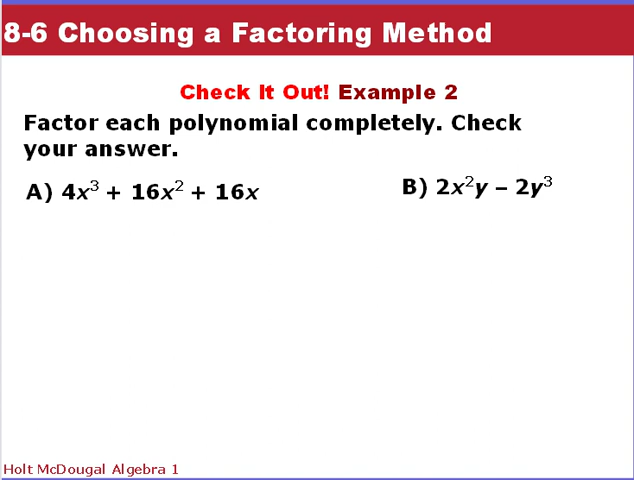 8-6 Choosing a Factoring Method
Check It Out! Example 2
Factor each polynomial completely. Check
your answer.
A) 4x³ + 16x² + 16x
B) 2x²y – 2y³
Holt McDougal Algebra 1